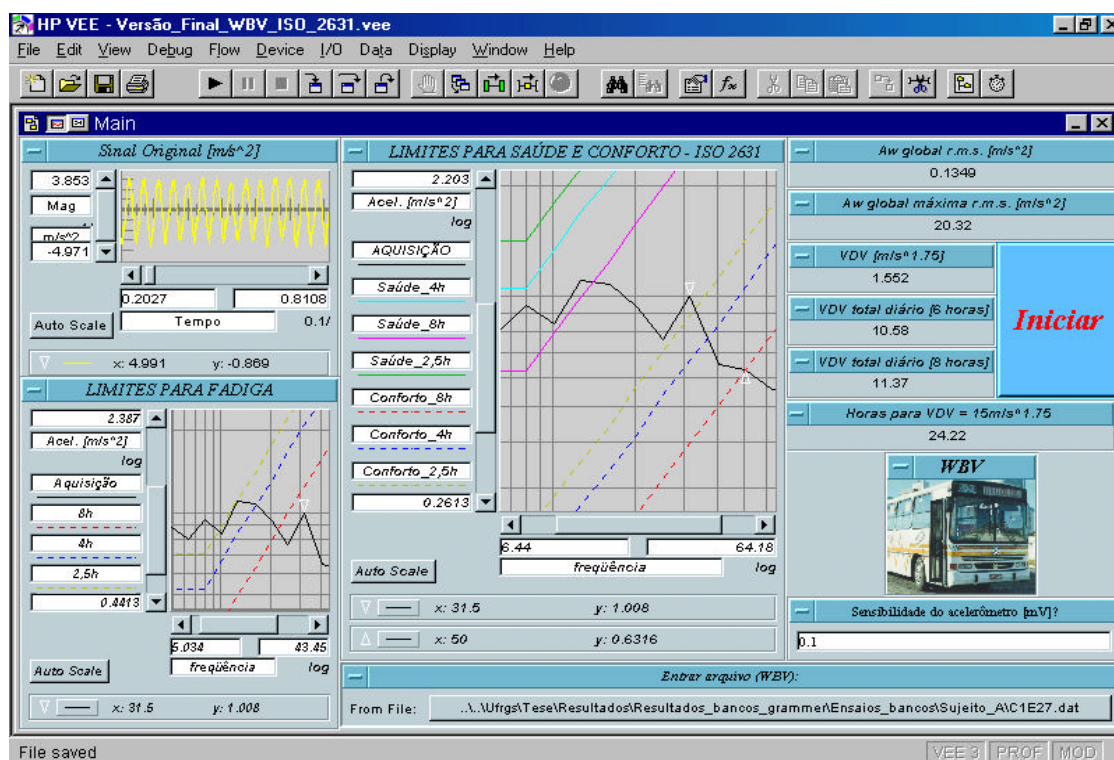 HP VEE - Versão_Final_WBV_ISO_2631.vee
File Edit View Debug Flow Device I/O Data Display Window Help
Main
Sinal Original [m/s^2]
3.853
Mag
m/s^2
-4.971
0.2027 0.8108
Auto Scale Tempo 0.1/
x: 4.991 y: -0.869
LIMITES PARA FADIGA
2.387
Acel. [m/s^2]
log
Aquisição
8h
4h
2,5h
0.4413
5.034 43.45
Auto Scale freqüência log
x: 31.5 y: 1.008
LIMITES PARA SAÚDE E CONFORTO - ISO 2631
2.203
Acel. [m/s^2]
log
AQUISIÇÃO
Saúde_4h
Saúde_8h
Saúde_2,5h
Conforto_8h
Conforto_4h
Conforto_2,5h
0.2613
6.44 64.18
Auto Scale freqüência log
x: 31.5 y: 1.008
x: 50 y: 0.6316
Aw global r.m.s. [m/s^2]
0.1349
Aw global máxima r.m.s. [m/s^2]
20.32
VDV [m/s^1.75]
1.552
VDV total diário [6 horas]
10.58
VDV total diário [8 horas]
11.37
Iniciar
Horas para VDV = 15m/s^1.75
24.22
WBV
Sensibilidade do acelerômetro [mV]?
0.1
Entrar arquivo (WBV):
From File: ..\..\Ufrgs\Tese\Resultados\Resultados_bancos_grammer\Ensaios_bancos\Sujeito_A\C1E27.dat
File saved VEE 3 PROF MOD